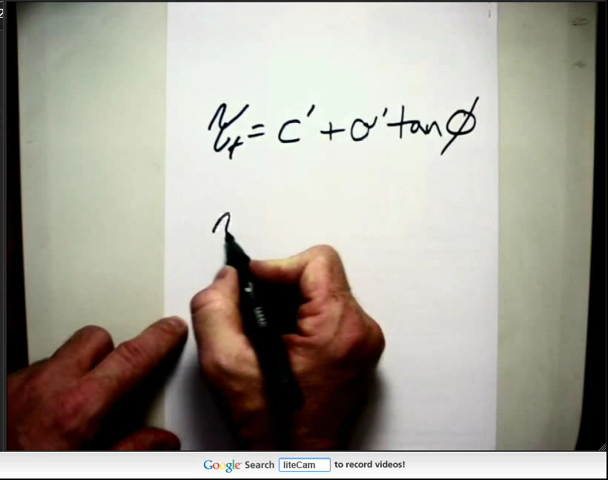 τf = c' + σ' tan ϕ
Google Search liteCam to record videos!